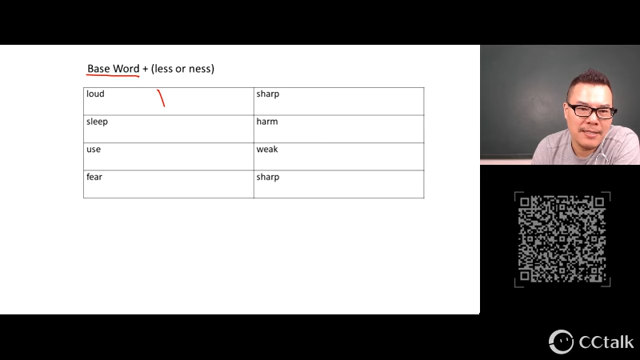 Base Word + (less or ness)
loud sharp
sleep harm
use weak
fear sharp
CCtalk